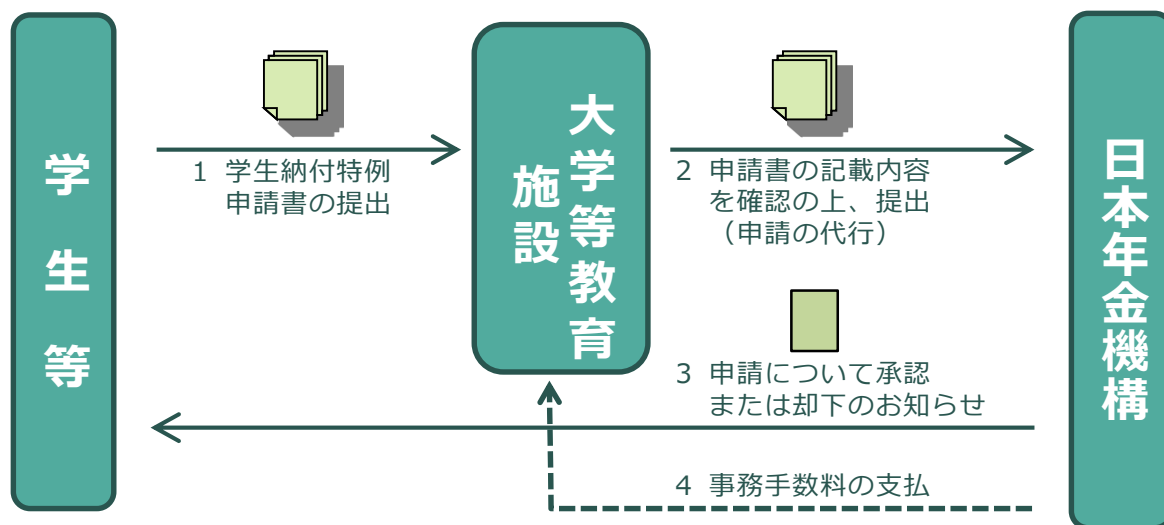 学生等
1 学生納付特例
申請書の提出
大学等教育
施設
2 申請書の記載内容
を確認の上、提出
（申請の代行）
3 申請について承認
または却下のお知らせ
4 事務手数料の支払
日本年金機構